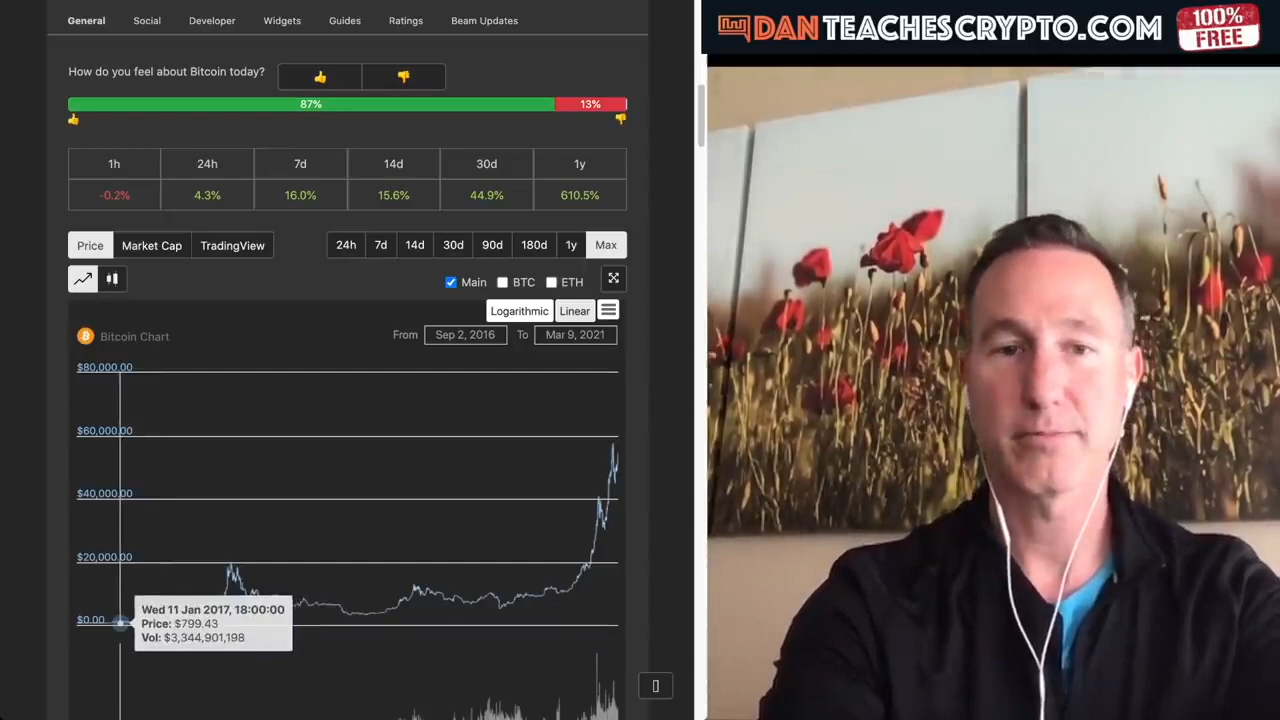 General Social Developer Widgets Guides Ratings Beam Updates
How do you feel about Bitcoin today?
87% 13%
1h 24h 7d 14d 30d 1y
-0.2% 4.3% 16.0% 15.6% 44.9% 610.5%
Price Market Cap TradingView 24h 7d 14d 30d 90d 180d 1y Max
Main BTC ETH
Logarithmic Linear
Bitcoin Chart From Sep 2, 2016 To Mar 9, 2021
$80,000.00
$60,000.00
$40,000.00
$20,000.00
$0.00
Wed 11 Jan 2017, 18:00:00
Price: $799.43
Vol: $3,344,901,198
DANTEACHESCRYPTO.COM
100%
FREE